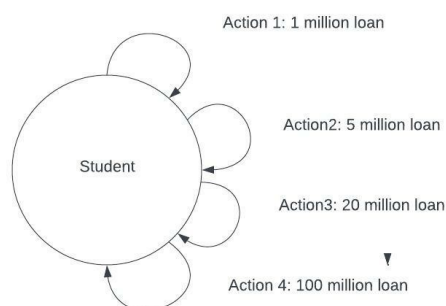 Action 1: 1 million loan
Action2: 5 million loan
Student
Action3: 20 million loan
Action 4: 100 million loan